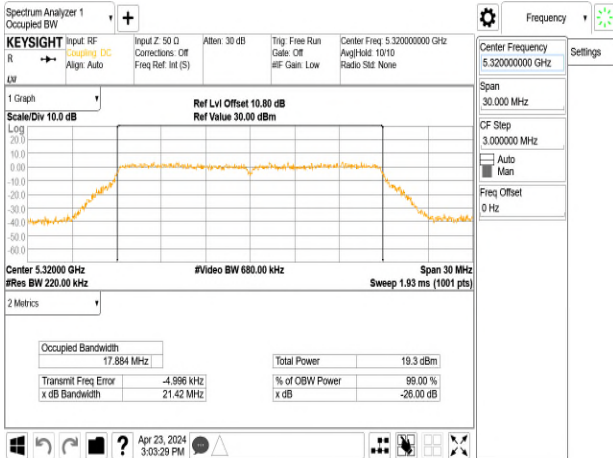 Spectrum Analyzer 1
Occupied BW
Frequency
KEYSIGHT
R
Input: RF
Coupling: DC
Align: Auto
Input Z: 50 Ω
Corrections: Off
Freq Ref: Int (S)
Atten: 30 dB
Trig: Free Run
Gate: Off
#IF Gain: Low
Center Freq: 5.320000000 GHz
Avg|Hold: 10/10
Radio Std: None
Center Frequency
5.320000000 GHz
Settings
Span
30.000 MHz
CF Step
3.000000 MHz
Auto
Man
Freq Offset
0 Hz
1 Graph
Scale/Div 10.0 dB
Ref Lvl Offset 10.80 dB
Ref Value 30.00 dBm
Log
20.0
10.0
0.00
-10.0
-20.0
-30.0
-40.0
-50.0
-60.0
Center 5.32000 GHz
#Video BW 680.00 kHz
Span 30 MHz
#Res BW 220.00 kHz
Sweep 1.93 ms (1001 pts)
2 Metrics
Occupied Bandwidth
17.884 MHz
Total Power
19.3 dBm
Transmit Freq Error
-4.996 kHz
% of OBW Power
99.00 %
x dB Bandwidth
21.42 MHz
x dB
-26.00 dB
?
Apr 23, 2024
3:03:29 PM